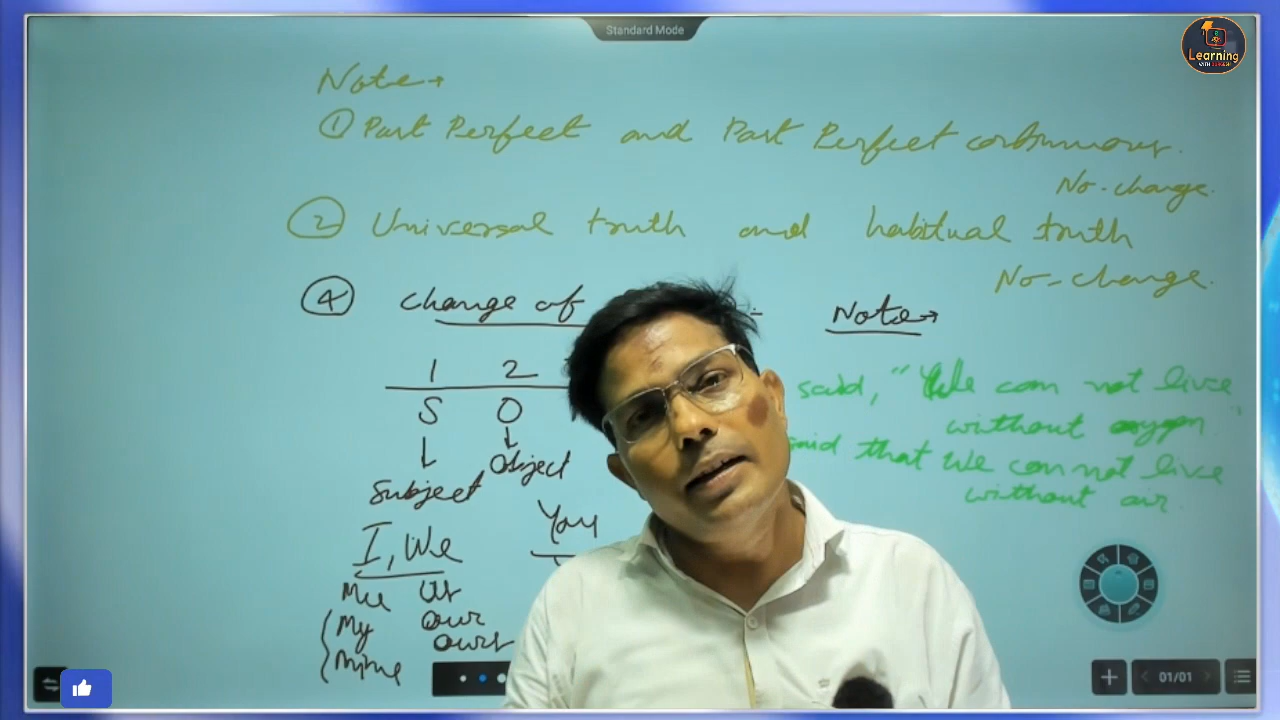 Standard Mode
Learning
Note →
① Past Perfect and Past Perfect continuous.
No-change.
② Universal truth and habitual truth
No-change.
④ Change of
Note →
1 2
S O
Subject
Object
said, "We can not live
without oxygen."
said that We can not live
without air.
I, We
You
Me Us
My Our
Mine Ours
01/01